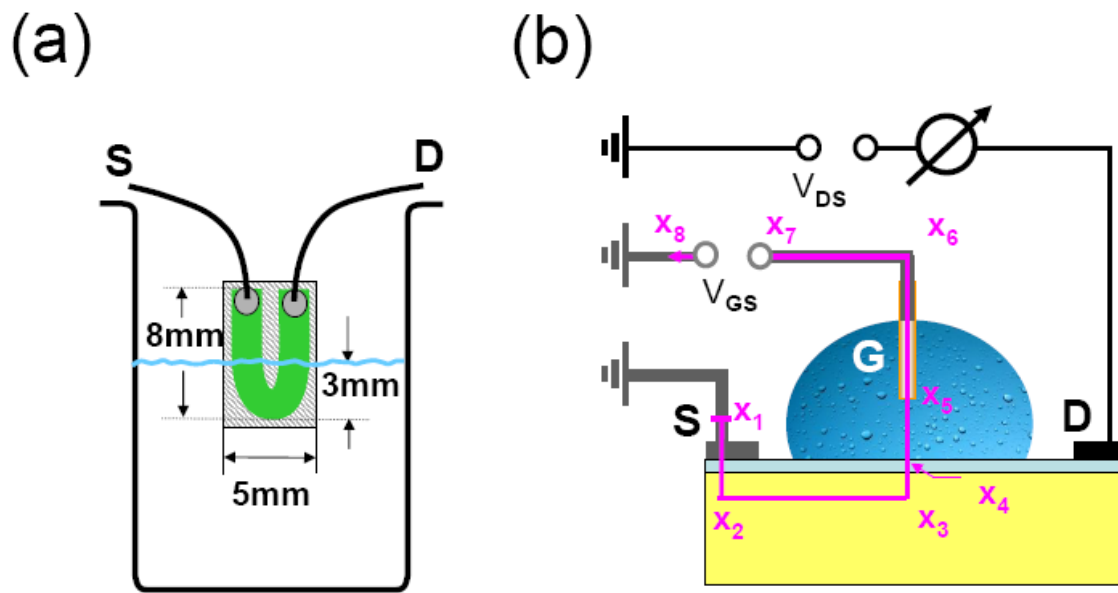 (a)
S
D
8mm
3mm
5mm
(b)
V_DS
x_8
x_7
x_6
V_GS
G
x_5
S
x_1
D
x_4
x_2
x_3